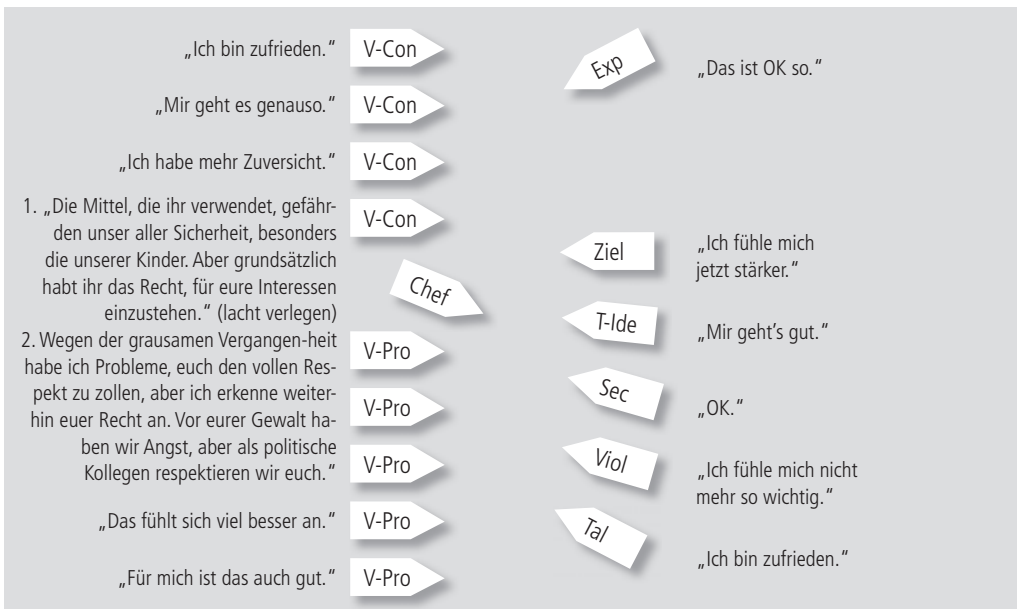 „Ich bin zufrieden.“
V-Con
Exp
„Das ist OK so.“
„Mir geht es genauso.“
V-Con
„Ich habe mehr Zuversicht.“
V-Con
1. „Die Mittel, die ihr verwendet, gefähr-
den unser aller Sicherheit, besonders
die unserer Kinder. Aber grundsätzlich
habt ihr das Recht, für eure Interessen
einzustehen.“ (lacht verlegen)
2. Wegen der grausamen Vergangen-heit
habe ich Probleme, euch den vollen Res-
pekt zu zollen, aber ich erkenne weiter-
hin euer Recht an. Vor eurer Gewalt ha-
ben wir Angst, aber als politische
Kollegen respektieren wir euch.“
V-Con
Chef
V-Pro
V-Pro
V-Pro
„Das fühlt sich viel besser an.“
V-Pro
„Für mich ist das auch gut.“
V-Pro
Ziel
„Ich fühle mich
jetzt stärker.“
T-Ide
„Mir geht's gut.“
Sec
„OK.“
Viol
„Ich fühle mich nicht
mehr so wichtig.“
Tal
„Ich bin zufrieden.“